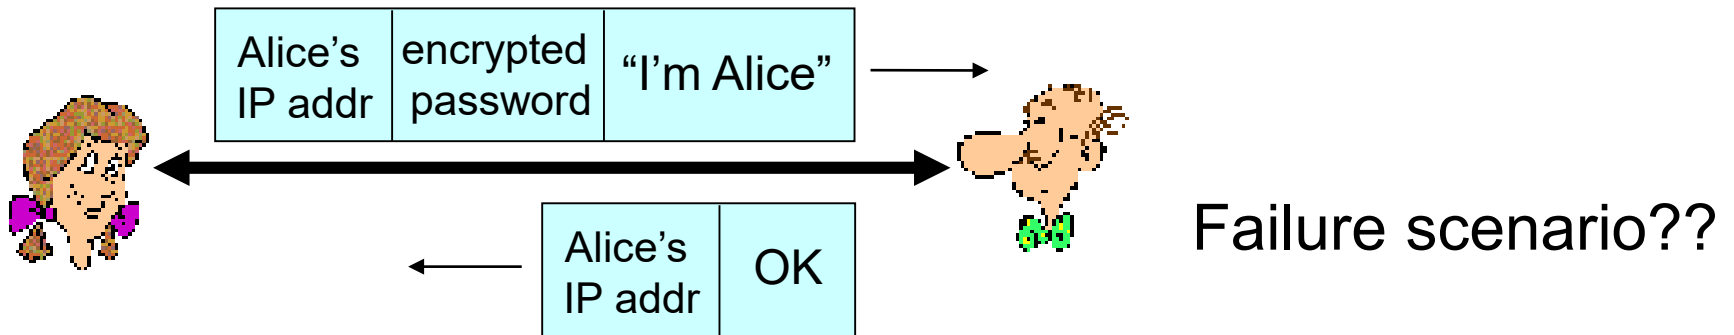 Alice’s
IP addr
encrypted
password
“I’m Alice”
Alice’s
IP addr
OK
Failure scenario??